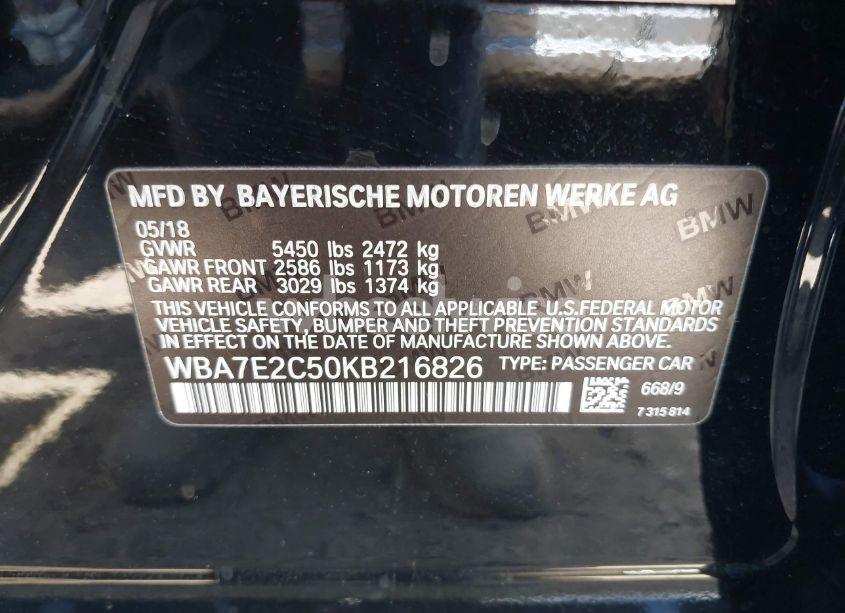 MFD BY BAYERISCHE MOTOREN WERKE AG
05/18
GVWR 5450 lbs 2472 kg
GAWR FRONT 2586 lbs 1173 kg
GAWR REAR 3029 lbs 1374 kg
THIS VEHICLE CONFORMS TO ALL APPLICABLE U.S.FEDERAL MOTOR
VEHICLE SAFETY, BUMPER AND THEFT PREVENTION STANDARDS
IN EFFECT ON THE DATE OF MANUFACTURE SHOWN ABOVE.
WBA7E2C50KB216826 TYPE: PASSENGER CAR
668/9
7 315 814
BMW
BMW
BMW